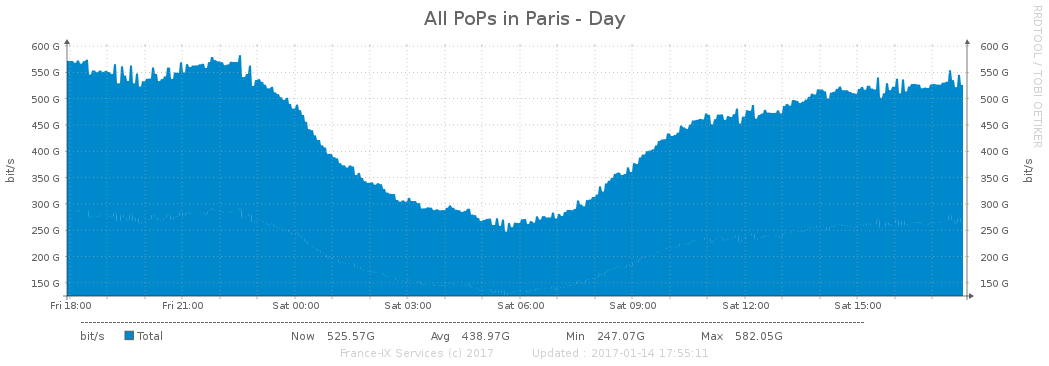 All PoPs in Paris - Day
RRDTOOL / TOBI OETIKER
600 G 600 G
550 G 550 G
500 G 500 G
450 G 450 G
400 G 400 G
350 G 350 G
300 G 300 G
250 G 250 G
200 G 200 G
150 G 150 G
bit/s bit/s
Fri 18:00 Fri 21:00 Sat 00:00 Sat 03:00 Sat 06:00 Sat 09:00 Sat 12:00 Sat 15:00
bit/s Total Now 525.57G Avg 438.97G Min 247.07G Max 582.05G
France-IX Services (c) 2017 Updated : 2017-01-14 17:55:11